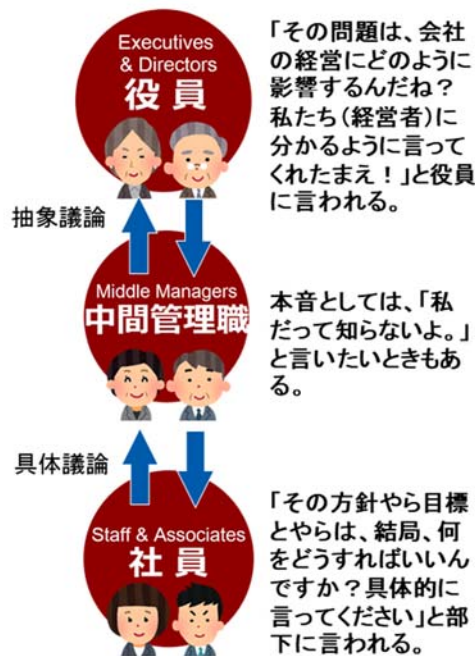 Executives
& Directors
役員
「その問題は、会社
の経営にどのように
影響するんだね？
私たち（経営者）に
分かるように言って
くれたまえ！」と役員
に言われる。
抽象議論
Middle Managers
中間管理職
本音としては、「私
だって知らないよ。」
と言いたいときもあ
る。
具体議論
Staff & Associates
社員
「その方針やら目標
とやらは、結局、何
をどうすればいいん
ですか？具体的に
言ってください」と部
下に言われる。